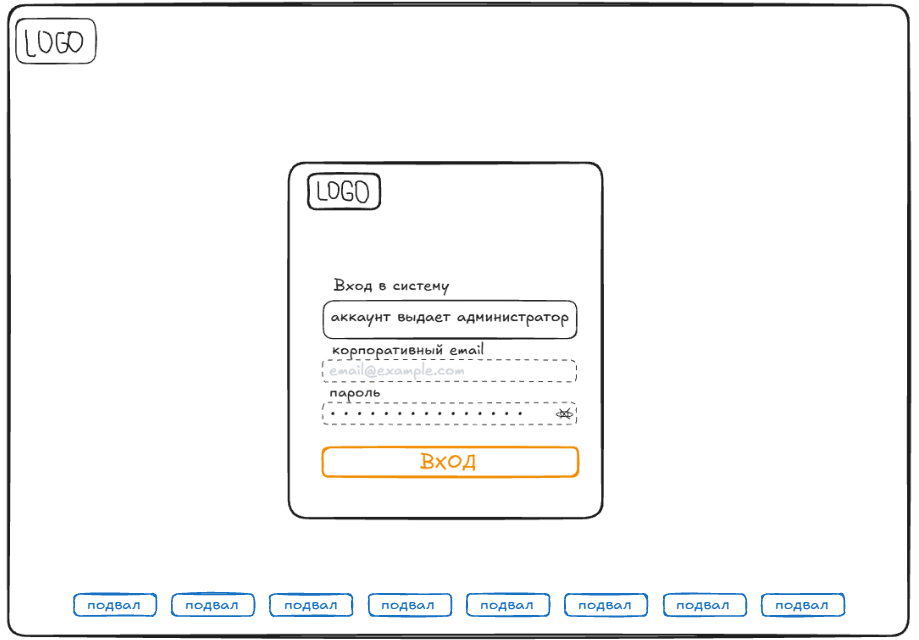 LOGO
LOGO
Вход в систему
аккаунт выдает администратор
корпоративный email
email@example.com
пароль
Вход
подвал подвал подвал подвал подвал подвал подвал подвал